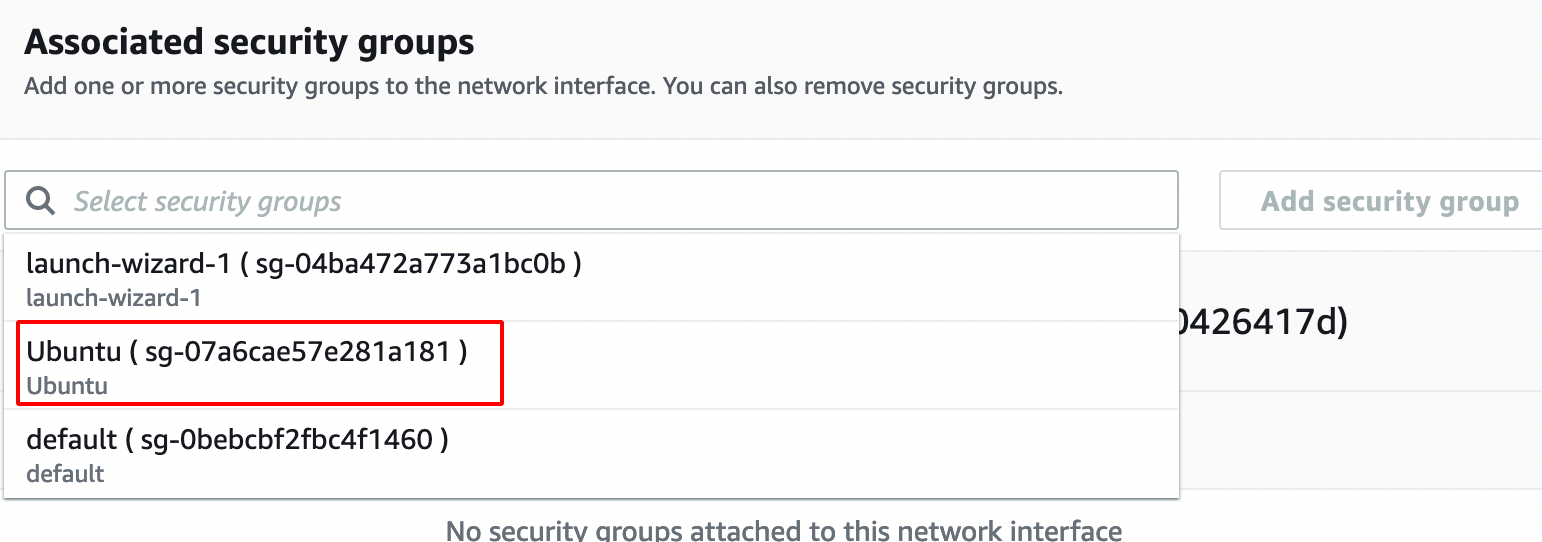 Associated security groups
Add one or more security groups to the network interface. You can also remove security groups.
Select security groups
Add security group
launch-wizard-1 ( sg-04ba472a773a1bc0b )
launch-wizard-1
0426417d)
Ubuntu ( sg-07a6cae57e281a181 )
Ubuntu
default ( sg-0bebcbf2fbc4f1460 )
default
No security groups attached to this network interface